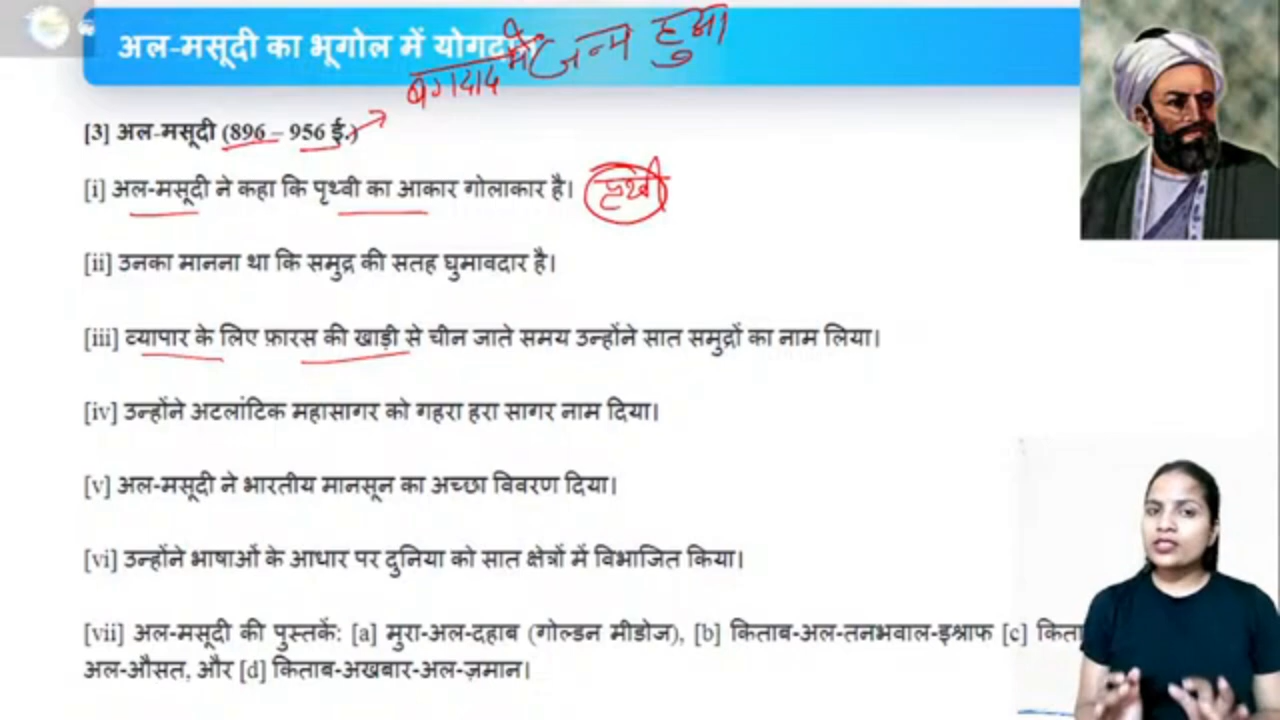 अल-मसूदी का भूगोल में
बगदाद में जन्म हुआ
[3] अल-मसूदी (896 – 956 ई.)
[i] अल-मसूदी ने कहा कि पृथ्वी का आकार गोलाकार है। पृथ्वी
[ii] उनका मानना था कि समुद्र की सतह घुमावदार है।
[iii] व्यापार के लिए फ़ारस की खाड़ी से चीन जाते समय उन्होंने सात समुद्रों का नाम लिया।
[iv] उन्होंने अटलांटिक महासागर को गहरा हरा सागर नाम दिया।
[v] अल-मसूदी ने भारतीय मानसून का अच्छा विवरण दिया।
[vi] उन्होंने भाषाओं के आधार पर दुनिया को सात क्षेत्रों में विभाजित किया।
[vii] अल-मसूदी की पुस्तकें: [a] मुरा-अल-दहाब (गोल्डन मीडोज), [b] किताब-अल-तनभवाल-इश्राफ [c]
अल-औसत, और [d] किताब-अखबार-अल-ज़मान।